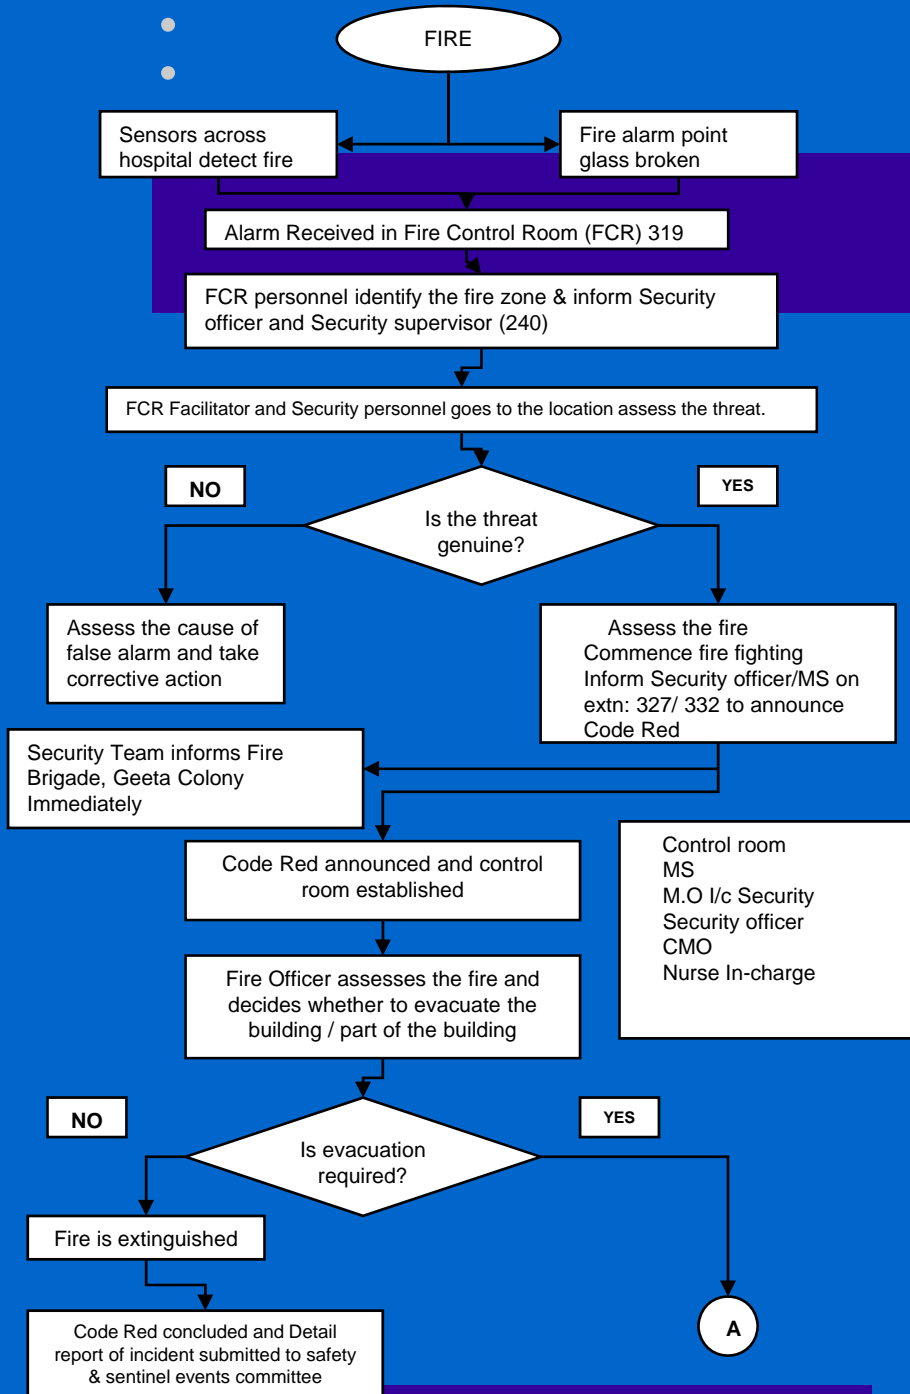 FIRE
Sensors across
hospital detect fire
Fire alarm point
glass broken
Alarm Received in Fire Control Room (FCR) 319
FCR personnel identify the fire zone & inform Security
officer and Security supervisor (240)
FCR Facilitator and Security personnel goes to the location assess the threat.
NO
YES
Is the threat
genuine?
Assess the cause of
false alarm and take
corrective action
Assess the fire
Commence fire fighting
Inform Security officer/MS on
extn: 327/ 332 to announce
Code Red
Security Team informs Fire
Brigade, Geeta Colony
Immediately
Code Red announced and control
room established
Control room
MS
M.O I/c Security
Security officer
CMO
Nurse In-charge
Fire Officer assesses the fire and
decides whether to evacuate the
building / part of the building
NO
YES
Is evacuation
required?
Fire is extinguished
A
Code Red concluded and Detail
report of incident submitted to safety
& sentinel events committee